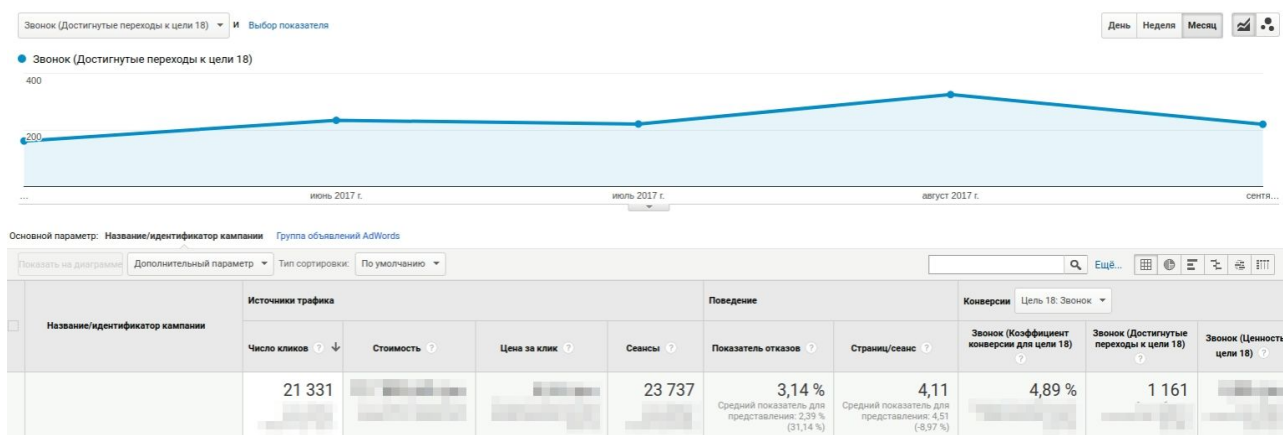 Звонок (Достигнутые переходы к цели 18) И Выбор показателя День Неделя Месяц
Звонок (Достигнутые переходы к цели 18)
400
200
... июнь 2017 г. июль 2017 г. август 2017 г. сентя...
Основной параметр: Название/идентификатор кампании Группа объявлений AdWords
Показать на диаграмме Дополнительный параметр Тип сортировки: По умолчанию Ещё...
Источники трафика Поведение Конверсии Цель 18: Звонок
Название/идентификатор кампании
Число кликов ? Стоимость ? Цена за клик ? Сеансы ? Показатель отказов ? Страниц/сеанс ?
Звонок (Коэффициент
конверсии для цели 18)
?
Звонок (Достигнутые
переходы к цели 18)
?
Звонок (Ценность
цели 18) ?
21 331 23 737 3,14 % 4,11 4,89 % 1 161
Средний показатель для
представления: 2,39 %
(31,14 %)
Средний показатель для
представления: 4,51
(-8,97 %)